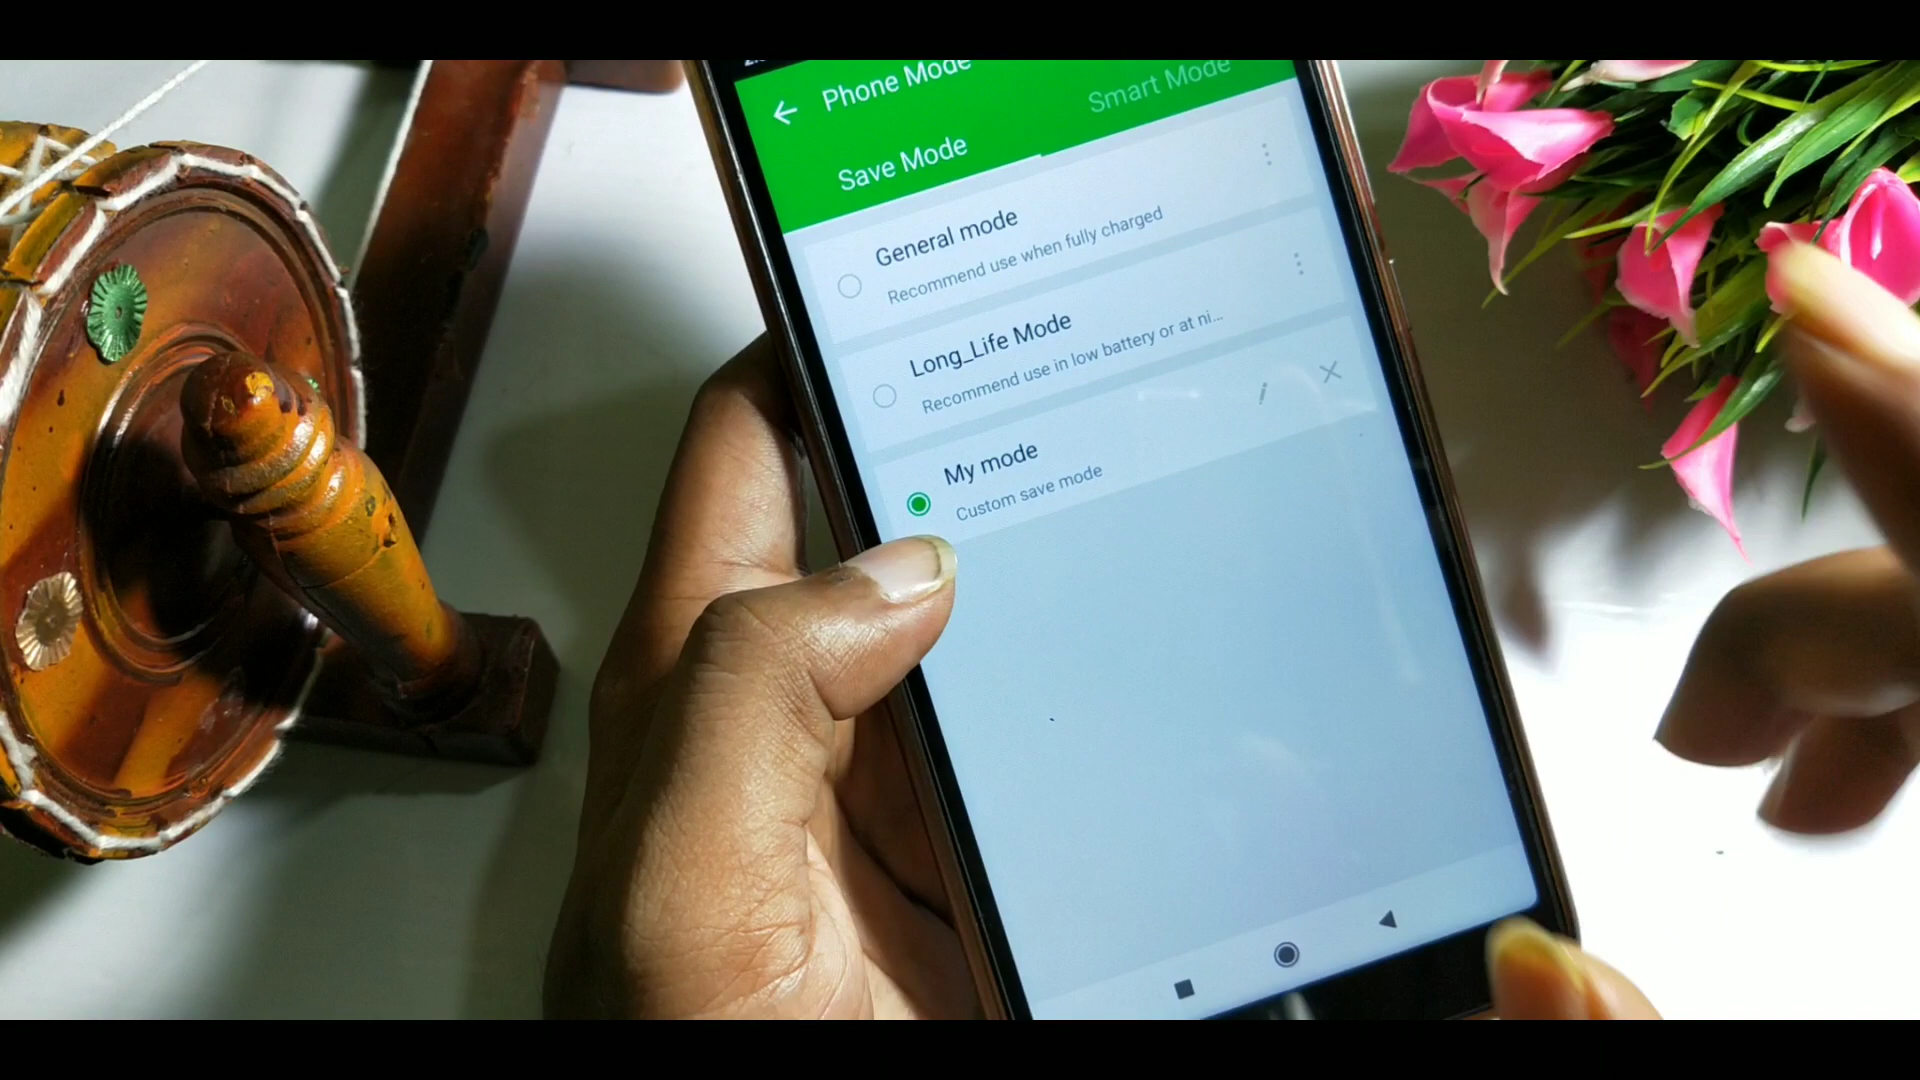 Phone Mode
Save Mode
Smart Mode
General mode
Recommend use when fully charged
Long_Life Mode
Recommend use in low battery or at ni...
My mode
Custom save mode